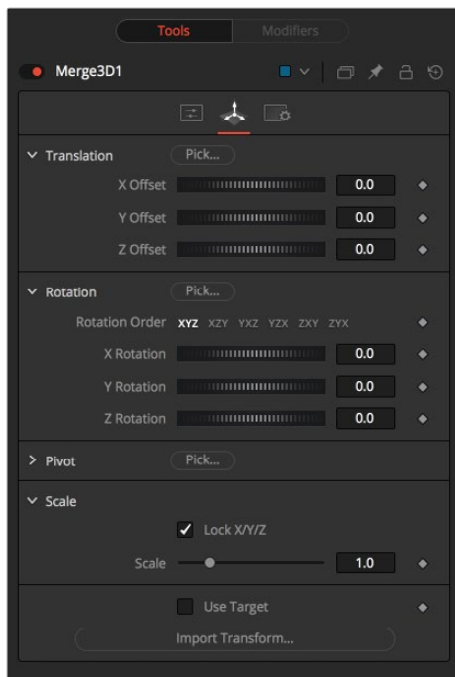 Tools Modifiers
Merge3D1
Translation Pick...
X Offset 0.0
Y Offset 0.0
Z Offset 0.0
Rotation Pick...
Rotation Order XYZ XZY YXZ YZX ZXY ZYX
X Rotation 0.0
Y Rotation 0.0
Z Rotation 0.0
Pivot Pick...
Scale
Lock X/Y/Z
Scale 1.0
Use Target
Import Transform...